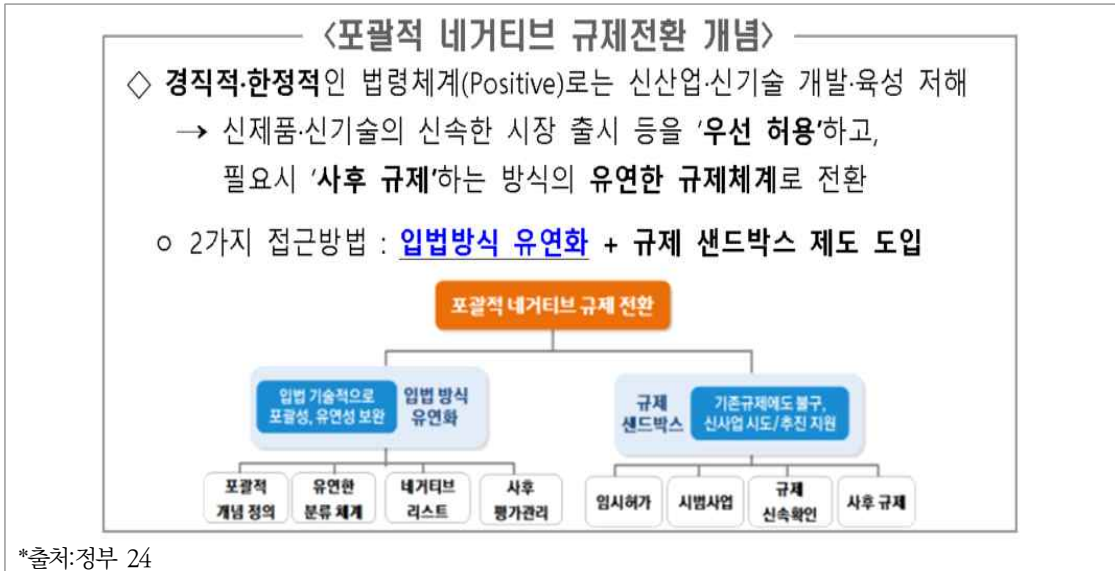 <포괄적 네거티브 규제전환 개념>
◇ 경직적·한정적인 법령체계(Positive)로는 신산업·신기술 개발·육성 저해
→ 신제품·신기술의 신속한 시장 출시 등을 '우선 허용'하고,
필요시 '사후 규제'하는 방식의 유연한 규제체계로 전환
○ 2가지 접근방법 : 입법방식 유연화 + 규제 샌드박스 제도 도입
포괄적 네거티브 규제 전환
입법 기술적으로
포괄성, 유연성 보완
입법 방식
유연화
규제
샌드박스
기존규제에도 불구,
신사업 시도/추진 지원
포괄적
개념 정의
유연한
분류 체계
네거티브
리스트
사후
평가관리
임시허가
시범사업
규제
신속확인
사후 규제
*출처:정부 24